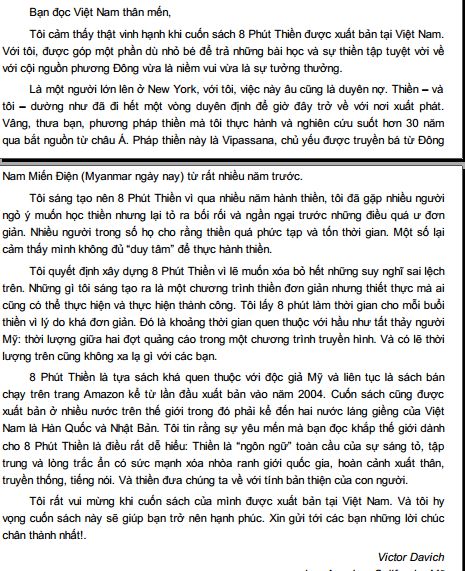 Bạn đọc Việt Nam thân mến,
Tôi cảm thấy thật vinh hạnh khi cuốn sách 8 Phút Thiền được xuất bản tại Việt Nam.
Với tôi, được góp một phần dù nhỏ bé để trả những bài học và sự thiền tập tuyệt vời về
với cội nguồn phương Đông vừa là niềm vui vừa là sự tưởng thưởng.
Là một người lớn lên ở New York, với tôi, việc này âu cũng là duyên nợ. Thiền – và
tôi – dường như đã đi hết một vòng duyên định để giờ đây trở về với nơi xuất phát.
Vâng, thưa bạn, phương pháp thiền mà tôi thực hành và nghiên cứu suốt hơn 30 năm
qua bắt nguồn từ châu Á. Pháp thiền này là Vipassana, chủ yếu được truyền bá từ Đông
Nam Miến Điện (Myanmar ngày nay) từ rất nhiều năm trước.
Tôi sáng tạo nên 8 Phút Thiền vì qua nhiều năm hành thiền, tôi đã gặp nhiều người
ngỏ ý muốn học thiền nhưng lại tỏ ra bối rối và ngần ngại trước những điều quá ư đơn
giản. Nhiều người trong số họ cho rằng thiền quá phức tạp và tốn thời gian. Một số lại
cảm thấy mình không đủ “duy tâm” để thực hành thiền.
Tôi quyết định xây dựng 8 Phút Thiền vì lẽ muốn xóa bỏ hết những suy nghĩ sai lệch
trên. Những gì tôi sáng tạo ra là một chương trình thiền đơn giản nhưng thiết thực mà ai
cũng có thể thực hiện và thực hiện thành công. Tôi lấy 8 phút làm thời gian cho mỗi buổi
thiền vì lý do khá đơn giản. Đó là khoảng thời gian quen thuộc với hầu như tất thảy người
Mỹ: thời lượng giữa hai đợt quảng cáo trong một chương trình truyền hình. Và có lẽ thời
lượng trên cũng không xa lạ gì với các bạn.
8 Phút Thiền là tựa sách khá quen thuộc với độc giả Mỹ và liên tục là sách bán
chạy trên trang Amazon kể từ lần đầu xuất bản vào năm 2004. Cuốn sách cũng được
xuất bản ở nhiều nước trên thế giới trong đó phải kể đến hai nước láng giềng của Việt
Nam là Hàn Quốc và Nhật Bản. Tôi tin rằng sự yêu mến mà bạn đọc khắp thế giới dành
cho 8 Phút Thiền là điều rất dễ hiểu: Thiền là “ngôn ngữ” toàn cầu của sự sáng tỏ, tập
trung và lòng trắc ẩn có sức mạnh xóa nhòa ranh giới quốc gia, hoàn cảnh xuất thân,
truyền thống, tiếng nói. Và thiền đưa chúng ta về với tính bản thiện của con người.
Tôi rất vui mừng khi cuốn sách của mình được xuất bản tại Việt Nam. Và tôi hy
vọng cuốn sách này sẽ giúp bạn trở nên hạnh phúc. Xin gửi tới các bạn những lời chúc
chân thành nhất!.
Victor Davich